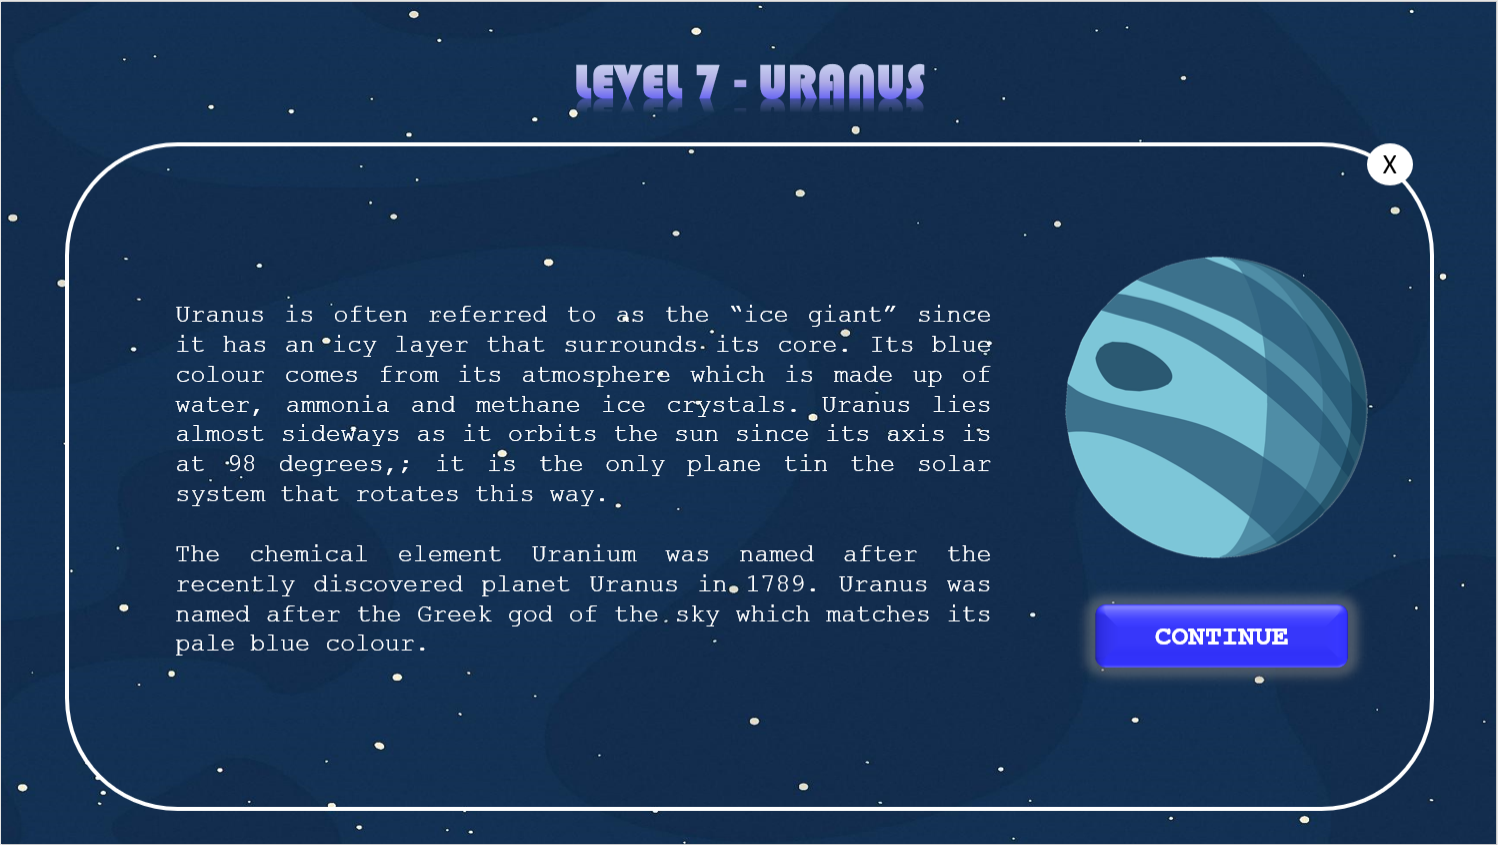 LEVEL 7 - URANUS
X
Uranus is often referred to as the “ice giant” since
it has an icy layer that surrounds its core. Its blue
colour comes from its atmosphere which is made up of
water, ammonia and methane ice crystals. Uranus lies
almost sideways as it orbits the sun since its axis is
at 98 degrees,; it is the only plane tin the solar
system that rotates this way.
The chemical element Uranium was named after the
recently discovered planet Uranus in 1789. Uranus was
named after the Greek god of the sky which matches its
pale blue colour.
CONTINUE